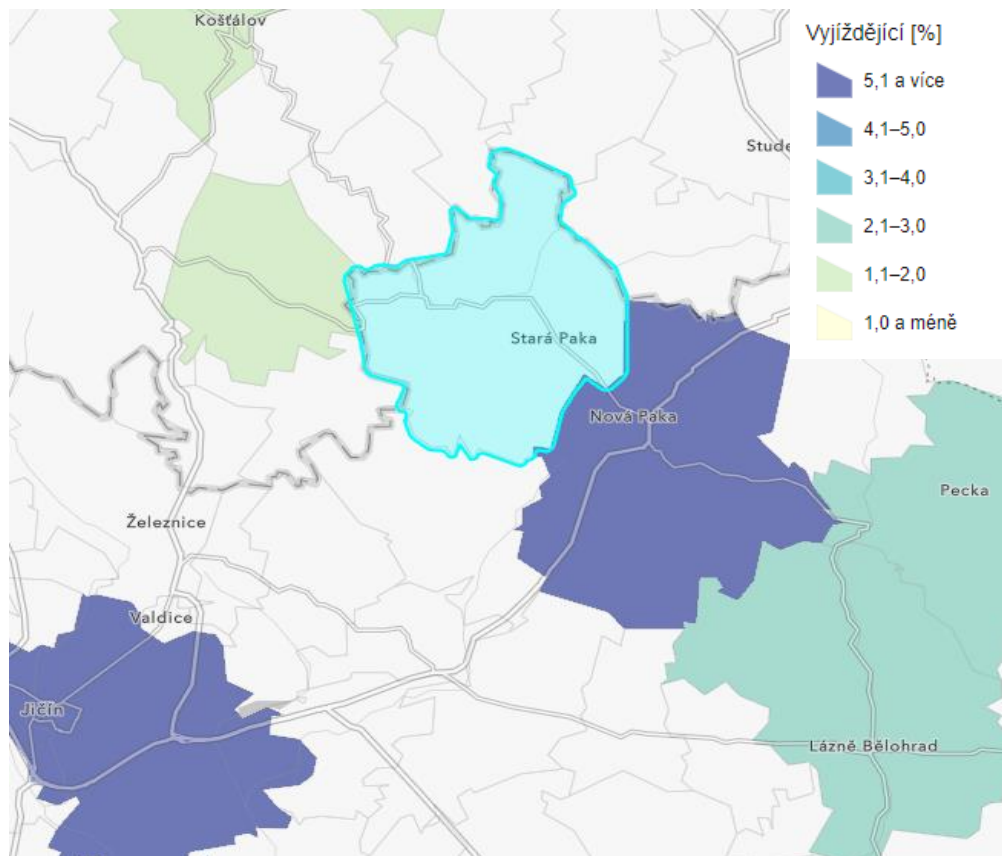 Košťálov
Vyjíždějící [%]
5,1 a více
4,1–5,0
3,1–4,0
2,1–3,0
1,1–2,0
1,0 a méně
Stude
Stará Paka
Nová Paka
Pecka
Železnice
Valdice
Jičín
Lázně Bělohrad